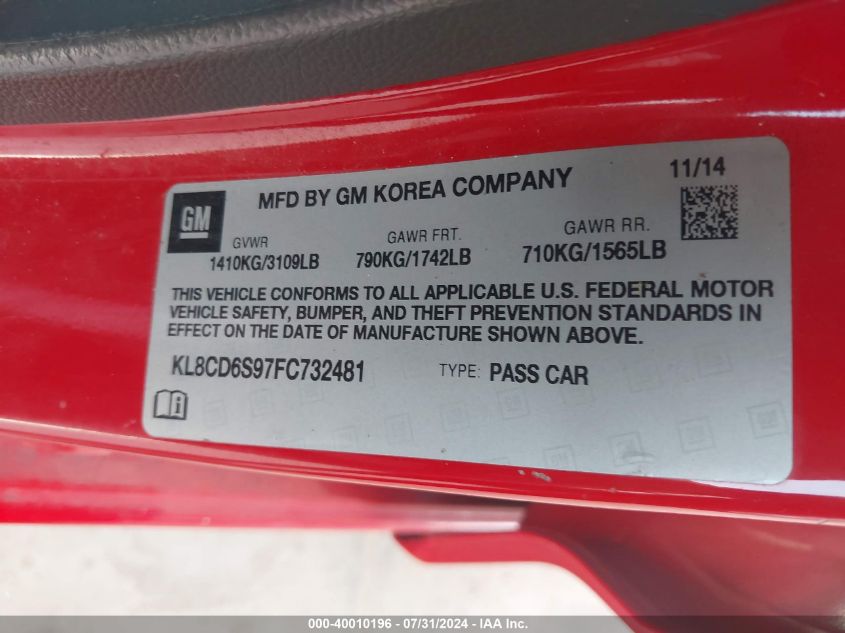 GM
MFD BY GM KOREA COMPANY
11/14
GVWR
1410KG/3109LB
GAWR FRT.
790KG/1742LB
GAWR RR.
710KG/1565LB
THIS VEHICLE CONFORMS TO ALL APPLICABLE U.S. FEDERAL MOTOR
VEHICLE SAFETY, BUMPER, AND THEFT PREVENTION STANDARDS IN
EFFECT ON THE DATE OF MANUFACTURE SHOWN ABOVE.
KL8CD6S97FC732481
TYPE: PASS CAR
000-40010196 - 07/31/2024 - IAA Inc.